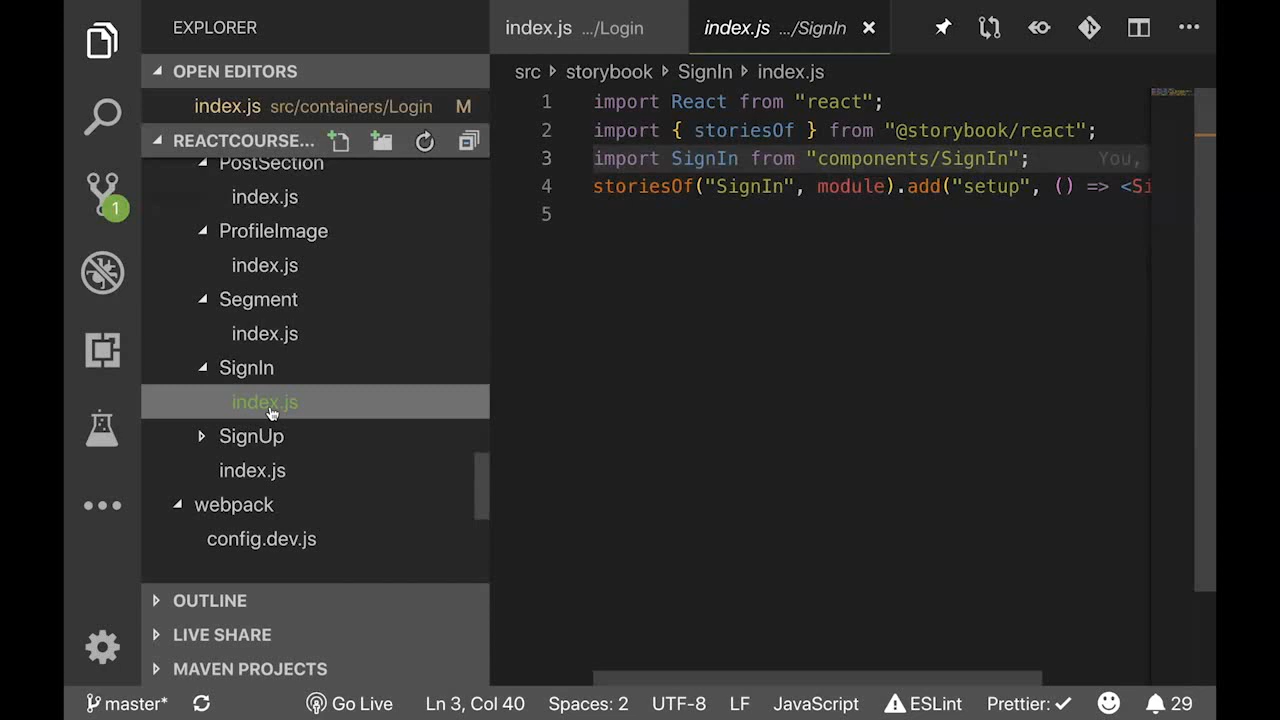 EXPLORER
OPEN EDITORS
index.js src/containers/Login M
REACTCOURSE...
PostSection
index.js
ProfileImage
index.js
Segment
index.js
SignIn
index.js
SignUp
index.js
webpack
config.dev.js
OUTLINE
LIVE SHARE
MAVEN PROJECTS
1
index.js .../Login
index.js .../SignIn
src storybook SignIn index.js
1 import React from "react";
2 import { storiesOf } from "@storybook/react";
3 import SignIn from "components/SignIn"; You,
4 storiesOf("SignIn", module).add("setup", () => <Si
5
master* Go Live Ln 3, Col 40 Spaces: 2 UTF-8 LF JavaScript ESLint Prettier: 29